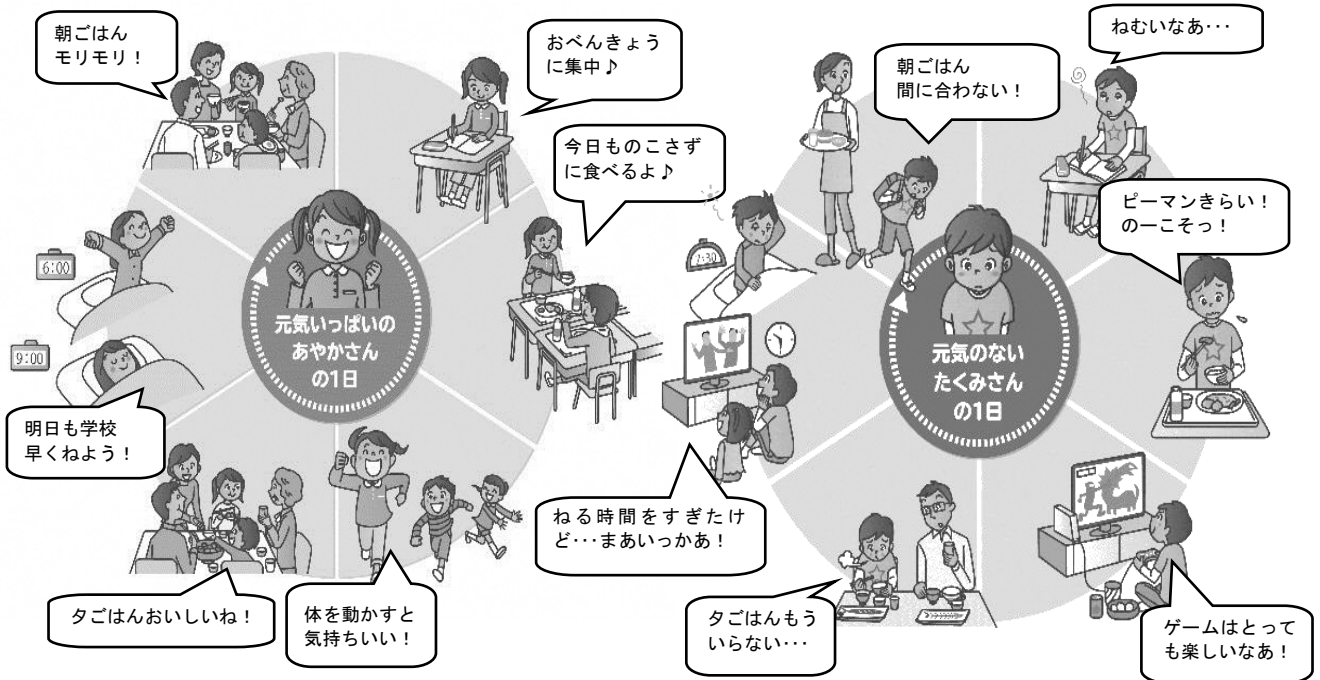 朝ごはん
モリモリ！
おべんきょう
に集中♪
今日ものこさず
に食べるよ♪
6:00
9:00
元気いっぱいの
あやかさん
の1日
明日も学校
早くねよう！
夕ごはんおいしいね！
体を動かすと
気持ちいい！
ねむいなあ･･･
朝ごはん
間に合わない！
ピーマンきらい！
のーこそっ！
7:30
元気のない
たくみさん
の1日
ねる時間をすぎたけ
ど･･･まあいっかあ！
夕ごはんもう
いらない･･･
ゲームはとって
も楽しいなあ！